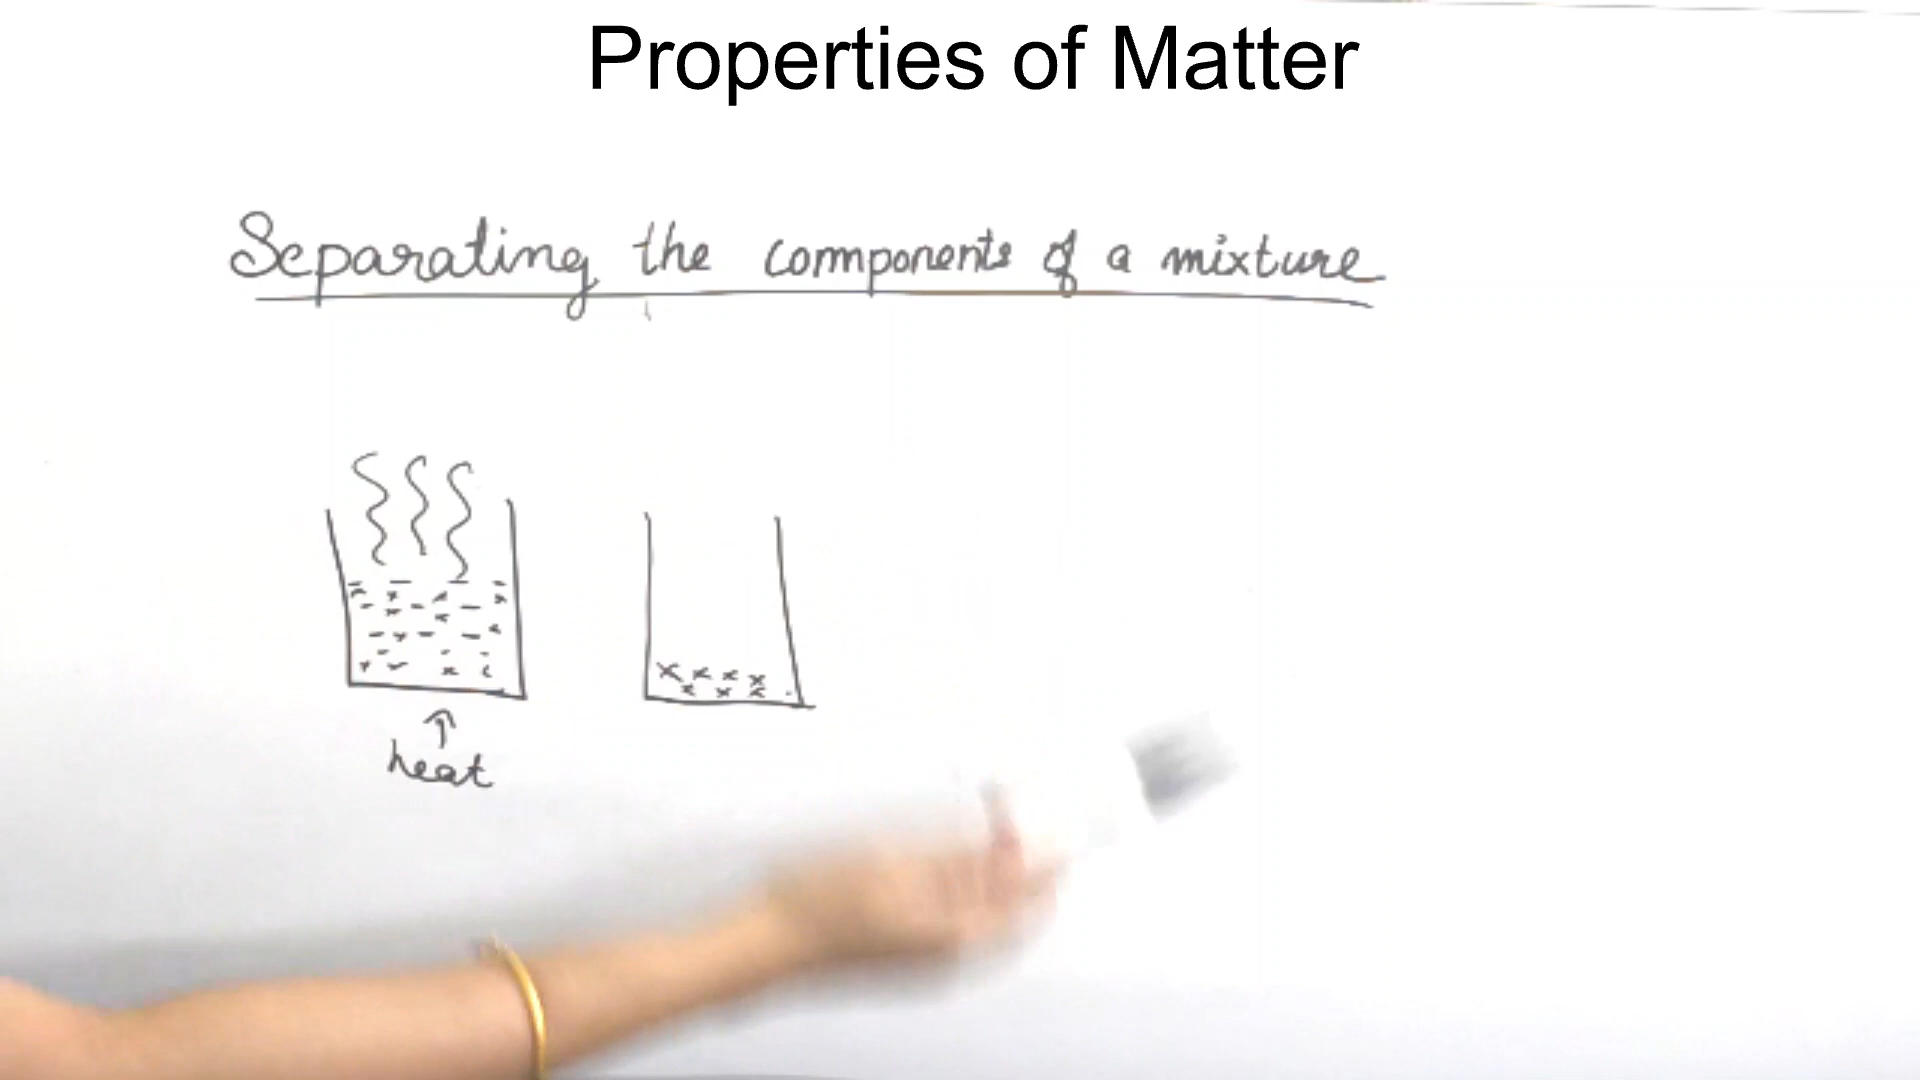 Properties of Matter
Separating the components of a mixture
heat